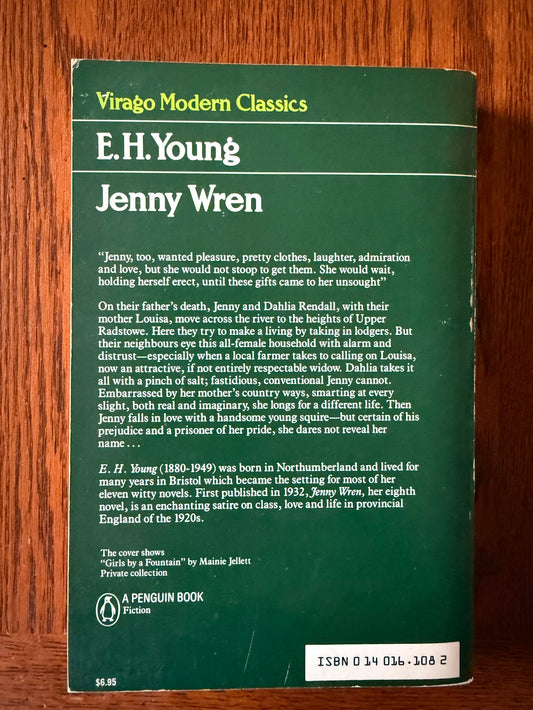 Virago Modern Classics
E.H.Young
Jenny Wren
“Jenny, too, wanted pleasure, pretty clothes, laughter, admiration
and love, but she would not stoop to get them. She would wait,
holding herself erect, until these gifts came to her unsought”
On their father’s death, Jenny and Dahlia Rendall, with their
mother Louisa, move across the river to the heights of Upper
Radstowe. Here they try to make a living by taking in lodgers. But
their neighbours eye this all-female household with alarm and
distrust—especially when a local farmer takes to calling on Louisa,
now an attractive, if not entirely respectable widow. Dahlia takes it
all with a pinch of salt; fastidious, conventional Jenny cannot.
Embarrassed by her mother’s country ways, smarting at every
slight, both real and imaginary, she longs for a different life. Then
Jenny falls in love with a handsome young squire—but certain of his
prejudice and a prisoner of her pride, she dares not reveal her
name . . .
E. H. Young (1880-1949) was born in Northumberland and lived for
many years in Bristol which became the setting for most of her
eleven witty novels. First published in 1932, Jenny Wren, her eighth
novel, is an enchanting satire on class, love and life in provincial
England of the 1920s.
The cover shows
“Girls by a Fountain” by Mainie Jellett
Private collection
A PENGUIN BOOK
Fiction
ISBN 0 14 016.108 2
$6.95